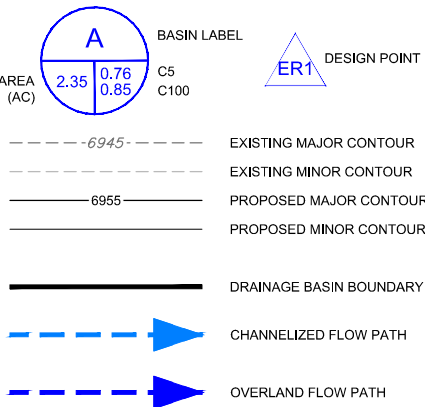 A
BASIN LABEL
AREA
(AC)
2.35
0.76
0.85
C5
C100
ER1
DESIGN POINT
6945
EXISTING MAJOR CONTOUR
EXISTING MINOR CONTOUR
6955
PROPOSED MAJOR CONTOUR
PROPOSED MINOR CONTOUR
DRAINAGE BASIN BOUNDARY
CHANNELIZED FLOW PATH
OVERLAND FLOW PATH